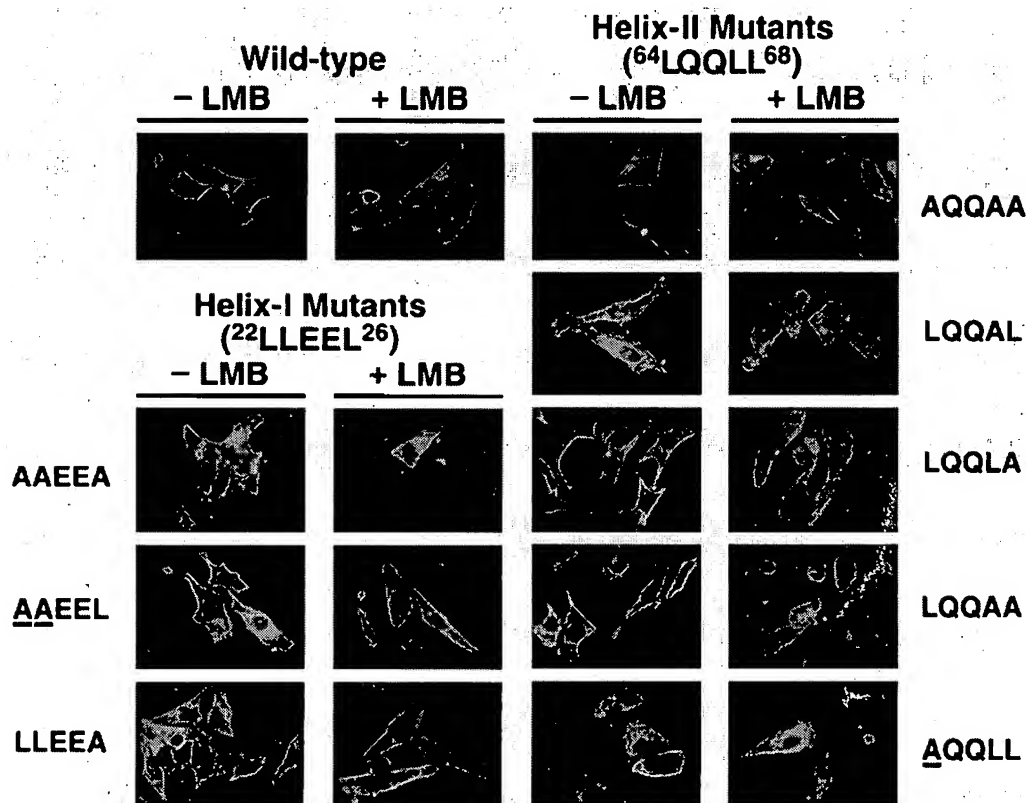 Wild-type
– LMB + LMB
Helix-II Mutants
(⁶⁴LQQLL⁶⁸)
– LMB + LMB
AQQAA
LQQAL
Helix-I Mutants
(²²LLEEL²⁶)
– LMB + LMB
AAEEA
LQQLA
AAEEL
LQQAA
LLEEA
AQQLL